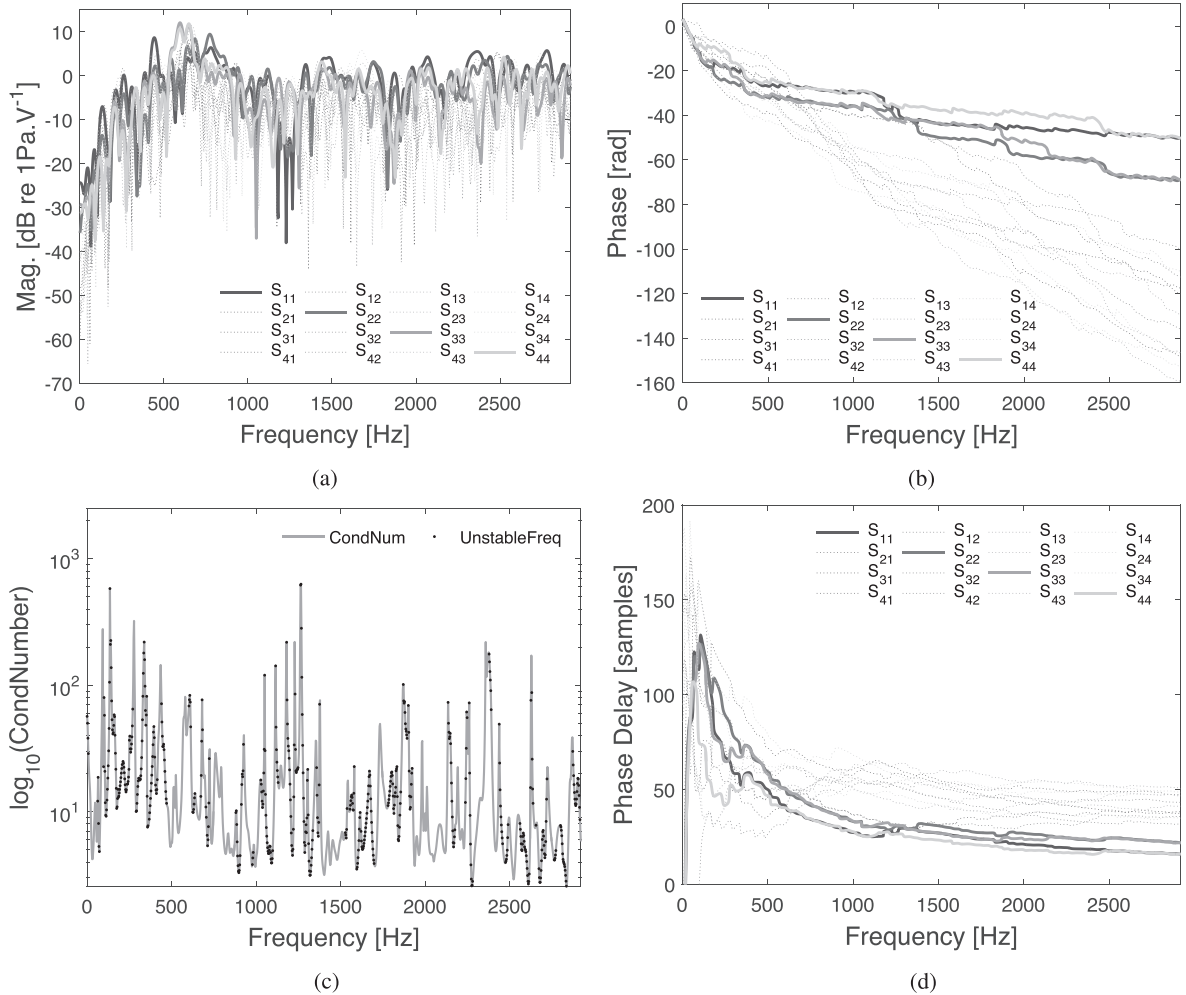 Mag. [dB re 1Pa.V-1]
10
0
-10
-20
-30
-40
-50
-60
-70
S11 S12 S13 S14
S21 S22 S23 S24
S31 S32 S33 S34
S41 S42 S43 S44
0 500 1000 1500 2000 2500
Frequency [Hz]
(a)
Phase [rad]
0
-20
-40
-60
-80
-100
-120
-140
-160
S11 S12 S13 S14
S21 S22 S23 S24
S31 S32 S33 S34
S41 S42 S43 S44
0 500 1000 1500 2000 2500
Frequency [Hz]
(b)
log10(CondNumber)
CondNum UnstableFreq
103
102
101
0 500 1000 1500 2000 2500
Frequency [Hz]
(c)
Phase Delay [samples]
200
150
100
50
0
S11 S12 S13 S14
S21 S22 S23 S24
S31 S32 S33 S34
S41 S42 S43 S44
0 500 1000 1500 2000 2500
Frequency [Hz]
(d)